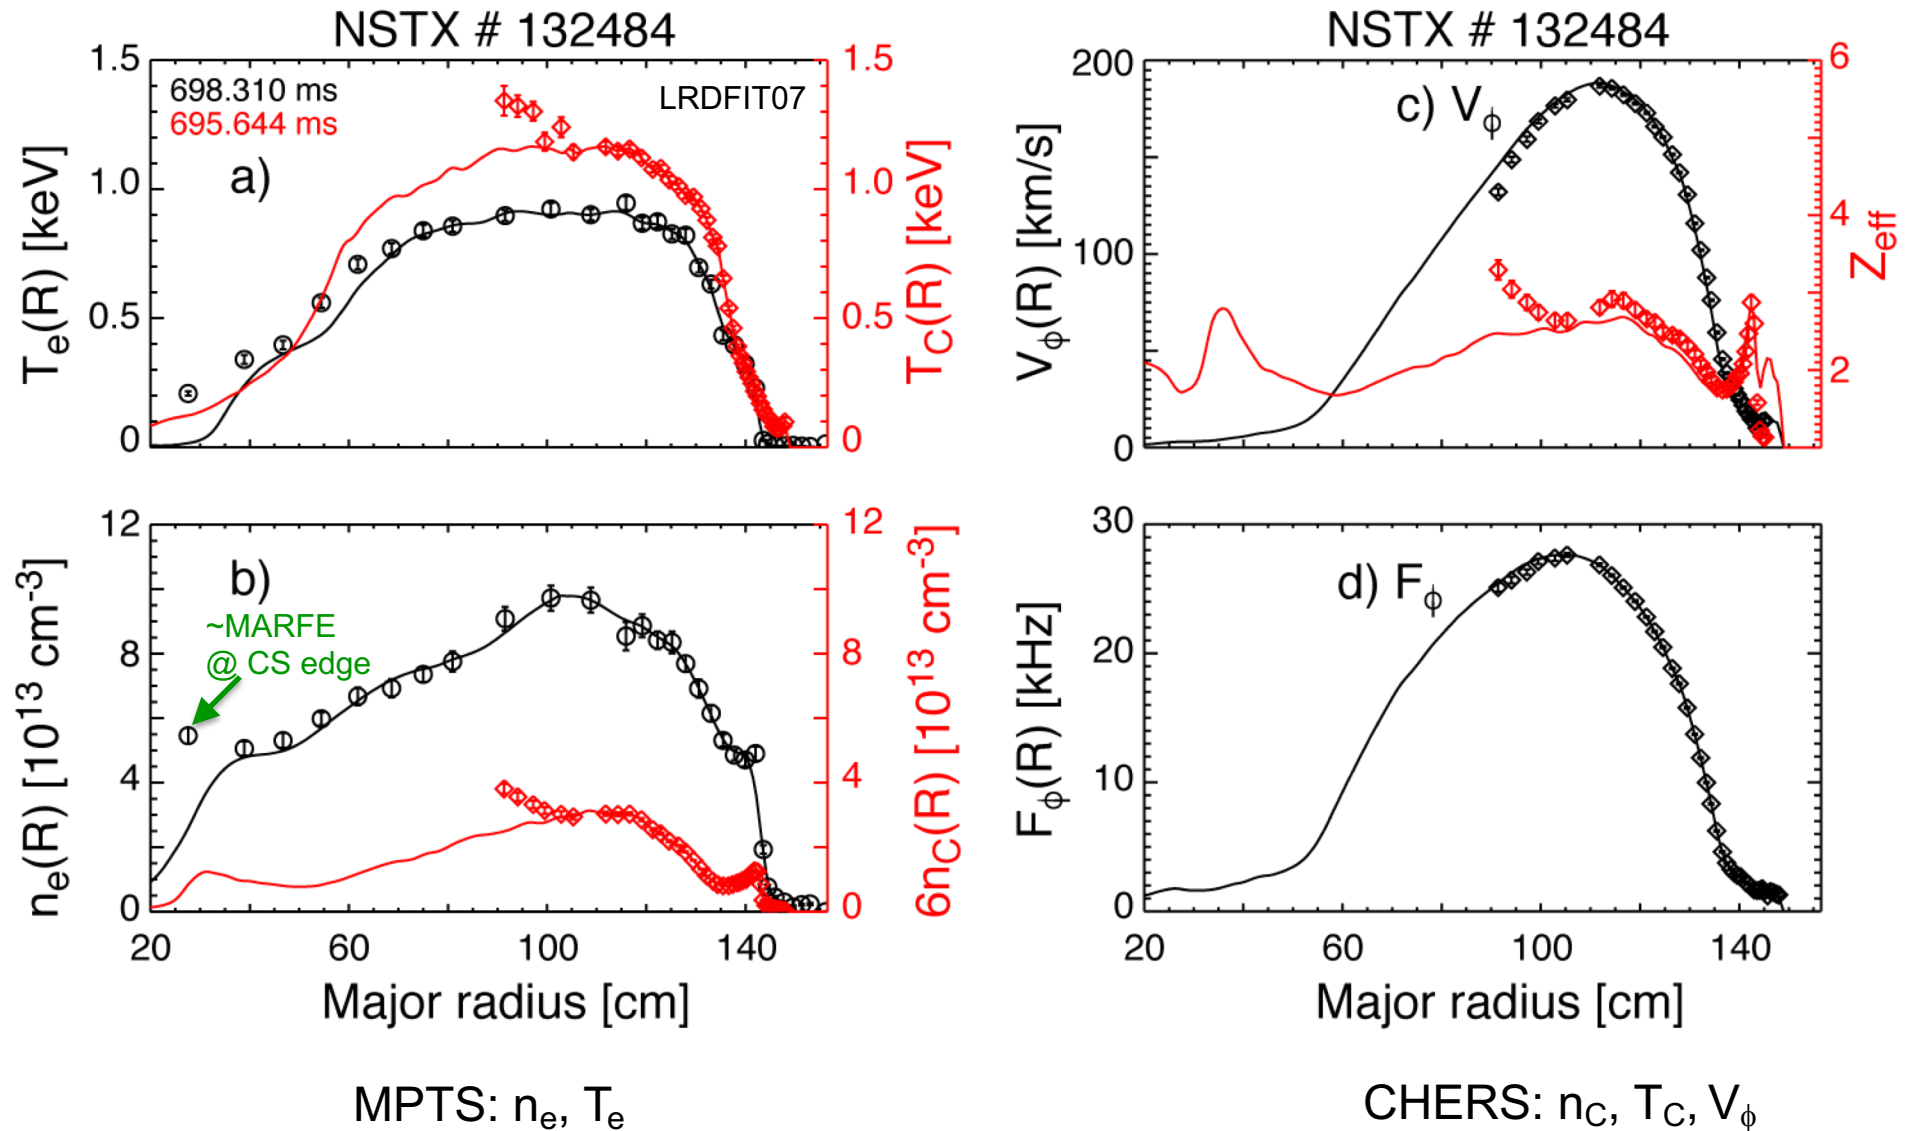 NSTX # 132484
NSTX # 132484
1.5
1.0
0.5
0
Te(R) [keV]
698.310 ms
695.644 ms
LRDFIT07
a)
1.5
1.0
0.5
0
TC(R) [keV]
200
100
0
Vϕ(R) [km/s]
c) Vϕ
6
4
2
Zeff
12
8
4
0
ne(R) [10¹³ cm⁻³]
b)
~MARFE
@ CS edge
12
8
4
0
6nC(R) [10¹³ cm⁻³]
30
20
10
0
Fϕ(R) [kHz]
d) Fϕ
20 60 100 140
Major radius [cm]
20 60 100 140
Major radius [cm]
MPTS: ne, Te
CHERS: nC, TC, Vϕ